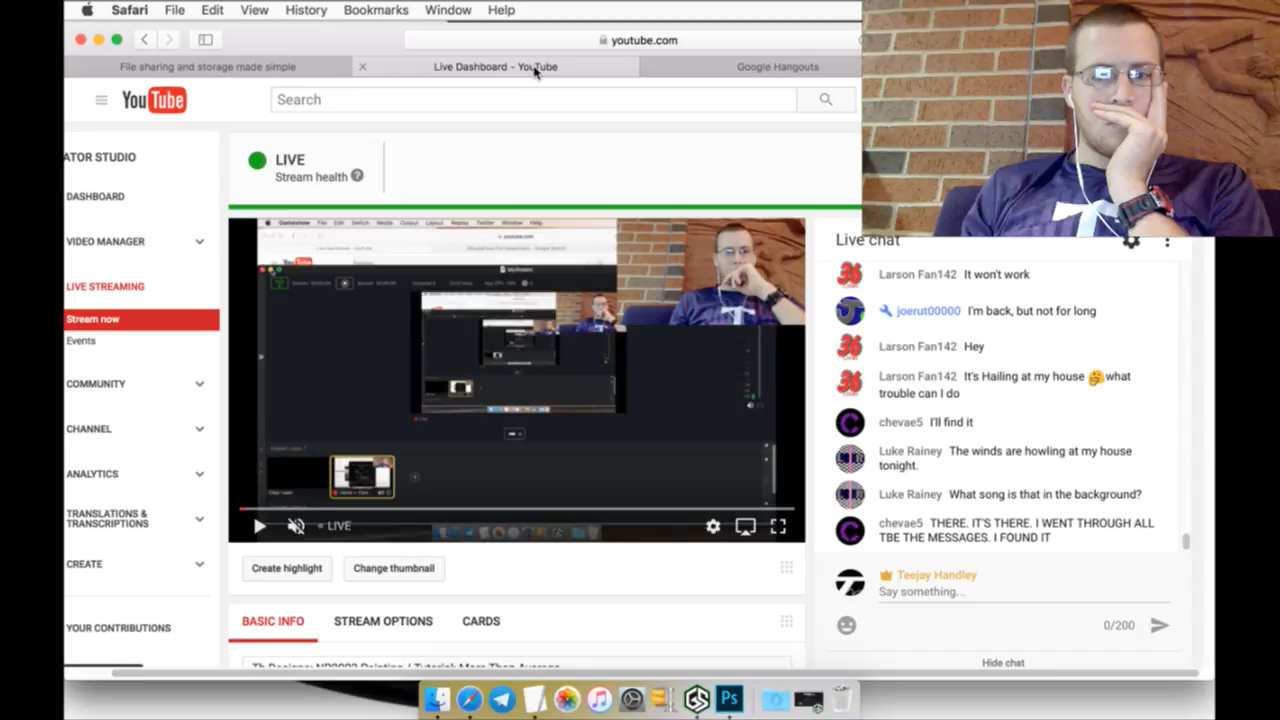 Safari File Edit View History Bookmarks Window Help
youtube.com
File sharing and storage made simple
Live Dashboard - YouTube
Google Hangouts
YouTube
Search
ATOR STUDIO
DASHBOARD
VIDEO MANAGER
LIVE STREAMING
Stream now
Events
COMMUNITY
CHANNEL
ANALYTICS
TRANSLATIONS &
TRANSCRIPTIONS
CREATE
YOUR CONTRIBUTIONS
LIVE
Stream health ?
LIVE
Create highlight
Change thumbnail
BASIC INFO
STREAM OPTIONS
CARDS
Live chat
Larson Fan142 It won't work
joerut00000 I'm back, but not for long
Larson Fan142 Hey
Larson Fan142 It's Hailing at my house 🤔what
trouble can I do
chevae5 I'll find it
Luke Rainey The winds are howling at my house
tonight.
Luke Rainey What song is that in the background?
chevae5 THERE. IT'S THERE. I WENT THROUGH ALL
TBE THE MESSAGES. I FOUND IT
Teejay Handley
Say something...
0/200
Hide chat
Ps